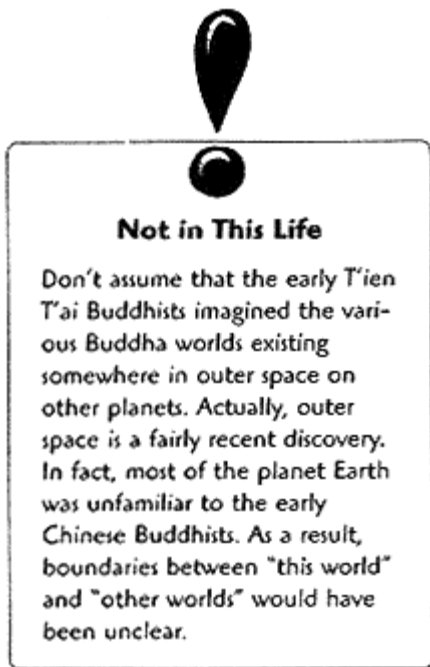 Not in This Life
Don't assume that the early T'ien
T'ai Buddhists imagined the vari-
ous Buddha worlds existing
somewhere in outer space on
other planets. Actually, outer
space is a fairly recent discovery.
In fact, most of the planet Earth
was unfamiliar to the early
Chinese Buddhists. As a result,
boundaries between "this world"
and "other worlds" would have
been unclear.